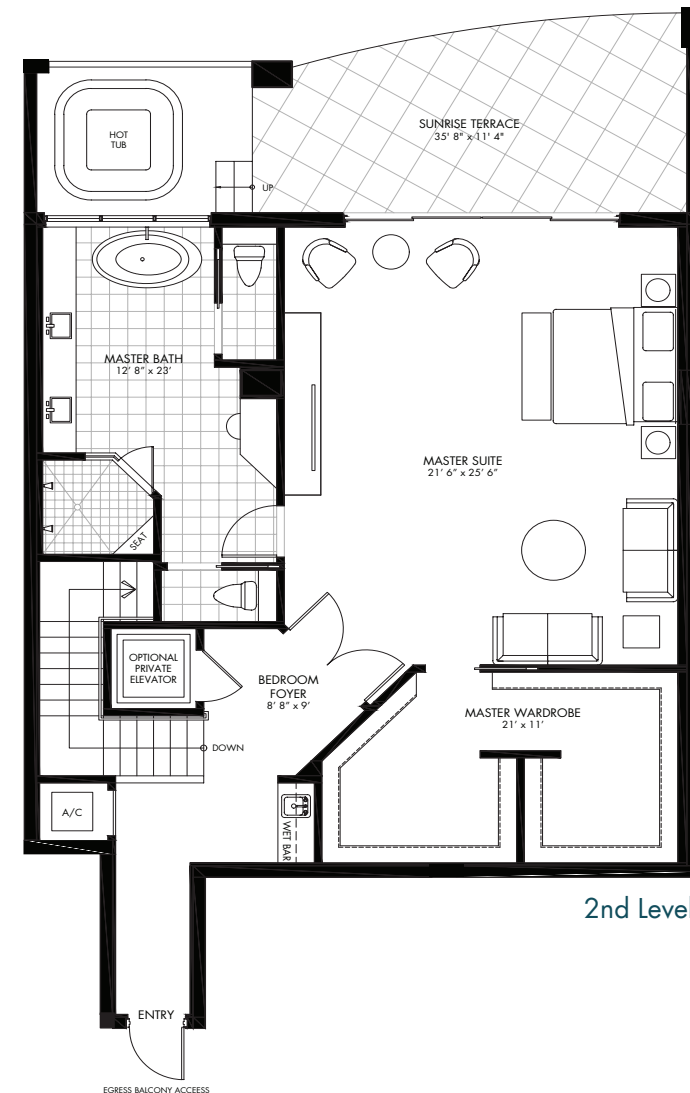 SUNRISE TERRACE
35' 8" x 11' 4"
HOT
TUB
UP
MASTER BATH
12' 8" x 23'
MASTER SUITE
21' 6" x 25' 6"
SEAT
OPTIONAL
PRIVATE
ELEVATOR
BEDROOM
FOYER
8' 8" x 9'
MASTER WARDROBE
21' x 11'
DOWN
A/C
WET BAR
2nd Level
ENTRY
EGRESS BALCONY ACCEESS